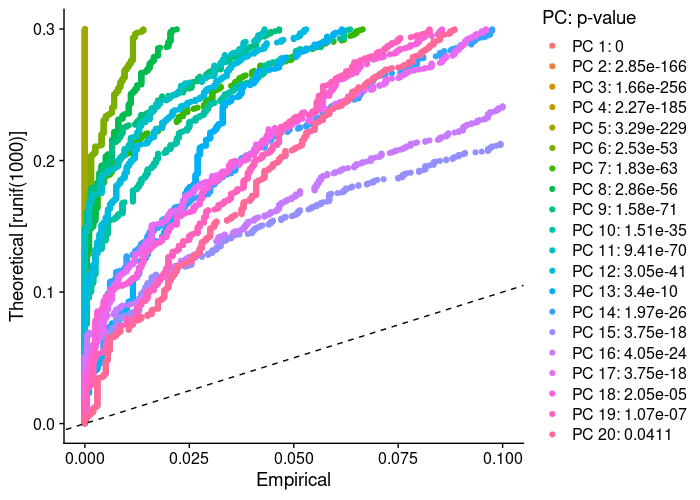 PC: p-value
PC 1: 0
PC 2: 2.85e-166
PC 3: 1.66e-256
PC 4: 2.27e-185
PC 5: 3.29e-229
PC 6: 2.53e-53
PC 7: 1.83e-63
PC 8: 2.86e-56
PC 9: 1.58e-71
PC 10: 1.51e-35
PC 11: 9.41e-70
PC 12: 3.05e-41
PC 13: 3.4e-10
PC 14: 1.97e-26
PC 15: 3.75e-18
PC 16: 4.05e-24
PC 17: 3.75e-18
PC 18: 2.05e-05
PC 19: 1.07e-07
PC 20: 0.0411
Theoretical [runif(1000)]
0.3
0.2
0.1
0.0
0.000 0.025 0.050 0.075 0.100
Empirical